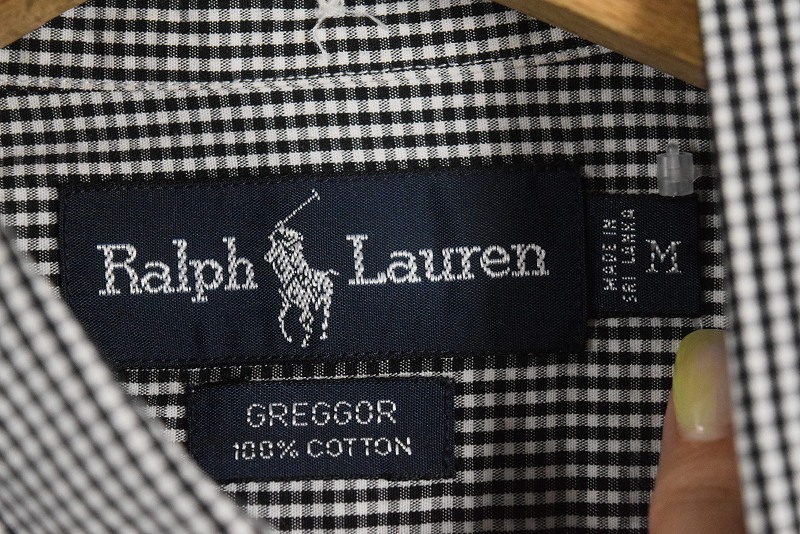 Ralph Lauren
MADE IN
SRI LANKA
M
GREGGOR
100% COTTON